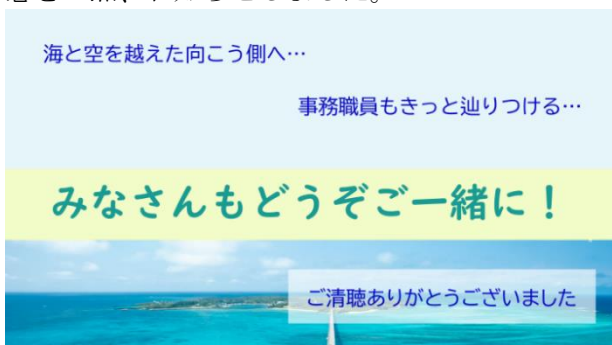 海と空を越えた向こう側へ…
事務職員もきっと辿りつける…
みなさんもどうぞご一緒に！
ご清聴ありがとうございました